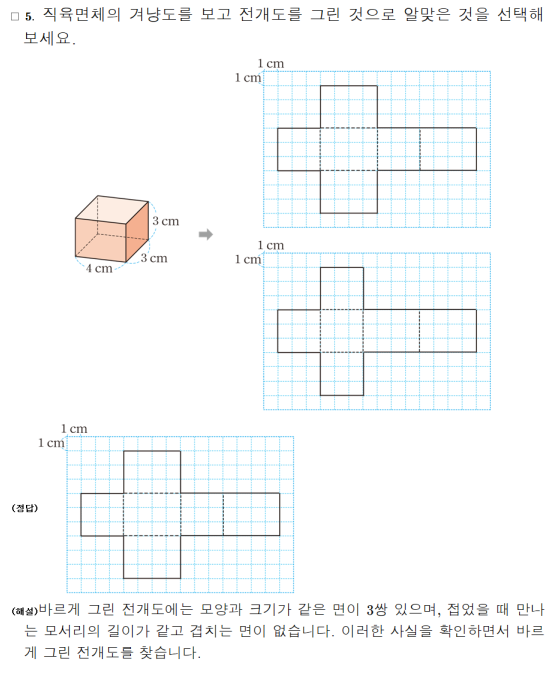 □ 5. 직육면체의 겨냥도를 보고 전개도를 그린 것으로 알맞은 것을 선택해
보세요.
1 cm
1 cm
3 cm
3 cm
4 cm
➡
1 cm
1 cm
1 cm
1 cm
(정답)
(해설)바르게 그린 전개도에는 모양과 크기가 같은 면이 3쌍 있으며, 접었을 때 만나
는 모서리의 길이가 같고 겹치는 면이 없습니다. 이러한 사실을 확인하면서 바르
게 그린 전개도를 찾습니다.